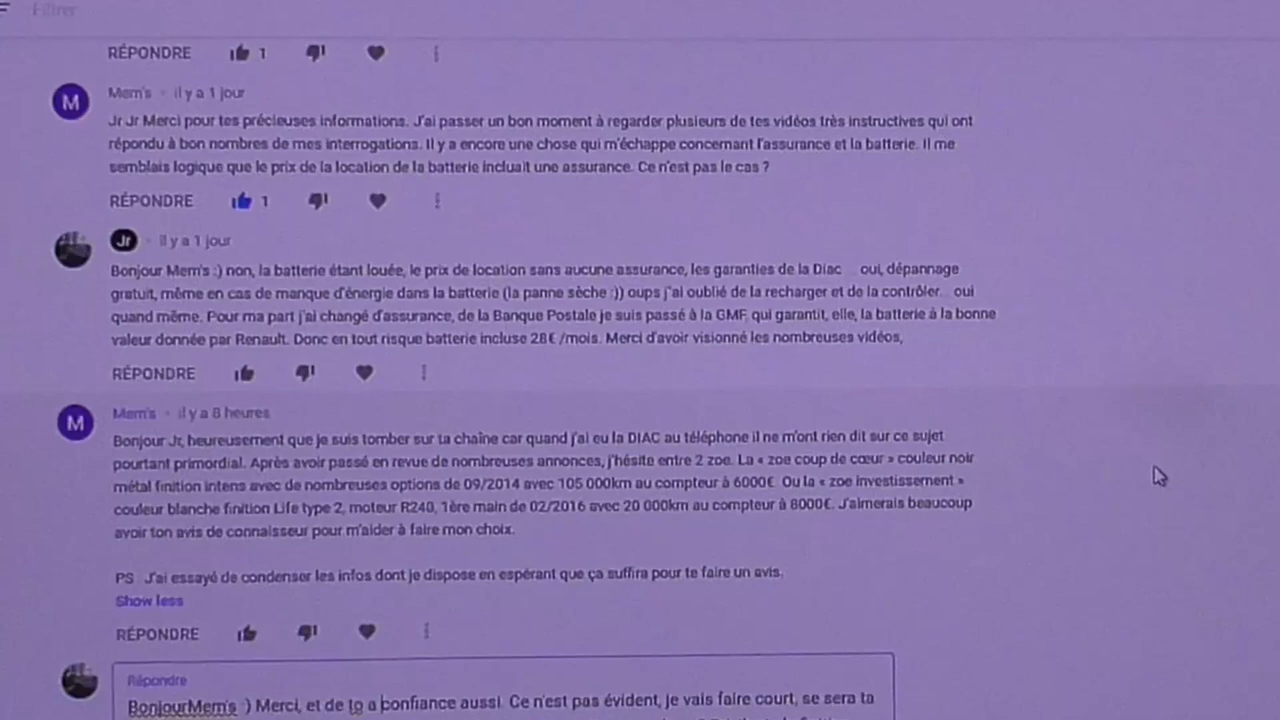 Filtrer
RÉPONDRE 1
M Mem's • il y a 1 jour
Jr Jr Merci pour tes précieuses informations. J'ai passer un bon moment à regarder plusieurs de tes vidéos très instructives qui ont
répondu à bon nombres de mes interrogations. Il y a encore une chose qui m'échappe concernant l'assurance et la batterie. Il me
semblais logique que le prix de la location de la batterie incluait une assurance. Ce n'est pas le cas ?
RÉPONDRE 1
Jr • il y a 1 jour
Bonjour Mem's :) non, la batterie étant louée, le prix de location sans aucune assurance, les garanties de la Diac oui, dépannage
gratuit, même en cas de manque d'énergie dans la batterie (la panne sèche :)) oups j'ai oublié de la recharger et de la contrôler.. oui
quand même. Pour ma part j'ai changé d'assurance, de la Banque Postale je suis passé à la GMF, qui garantit, elle, la batterie à la bonne
valeur donnée par Renault. Donc en tout risque batterie incluse 28€ /mois. Merci d'avoir visionné les nombreuses vidéos,
RÉPONDRE
M Mem's • il y a 8 heures
Bonjour Jr, heureusement que je suis tomber sur ta chaîne car quand j'ai eu la DIAC au téléphone il ne m'ont rien dit sur ce sujet
pourtant primordial. Après avoir passé en revue de nombreuses annonces, j'hésite entre 2 zoe. La « zoe coup de cœur » couleur noir
métal finition intens avec de nombreuses options de 09/2014 avec 105 000km au compteur à 6000€. Ou la « zoe investissement »
couleur blanche finition Life type 2, moteur R240, 1ère main de 02/2016 avec 20 000km au compteur à 8000€. J'aimerais beaucoup
avoir ton avis de connaisseur pour m'aider à faire mon choix.
PS : J'ai essayé de condenser les infos dont je dispose en espérant que ça suffira pour te faire un avis.
Show less
RÉPONDRE
Répondre
BonjourMem's :) Merci, et de to a confiance aussi. Ce n'est pas évident, je vais faire court, se sera ta